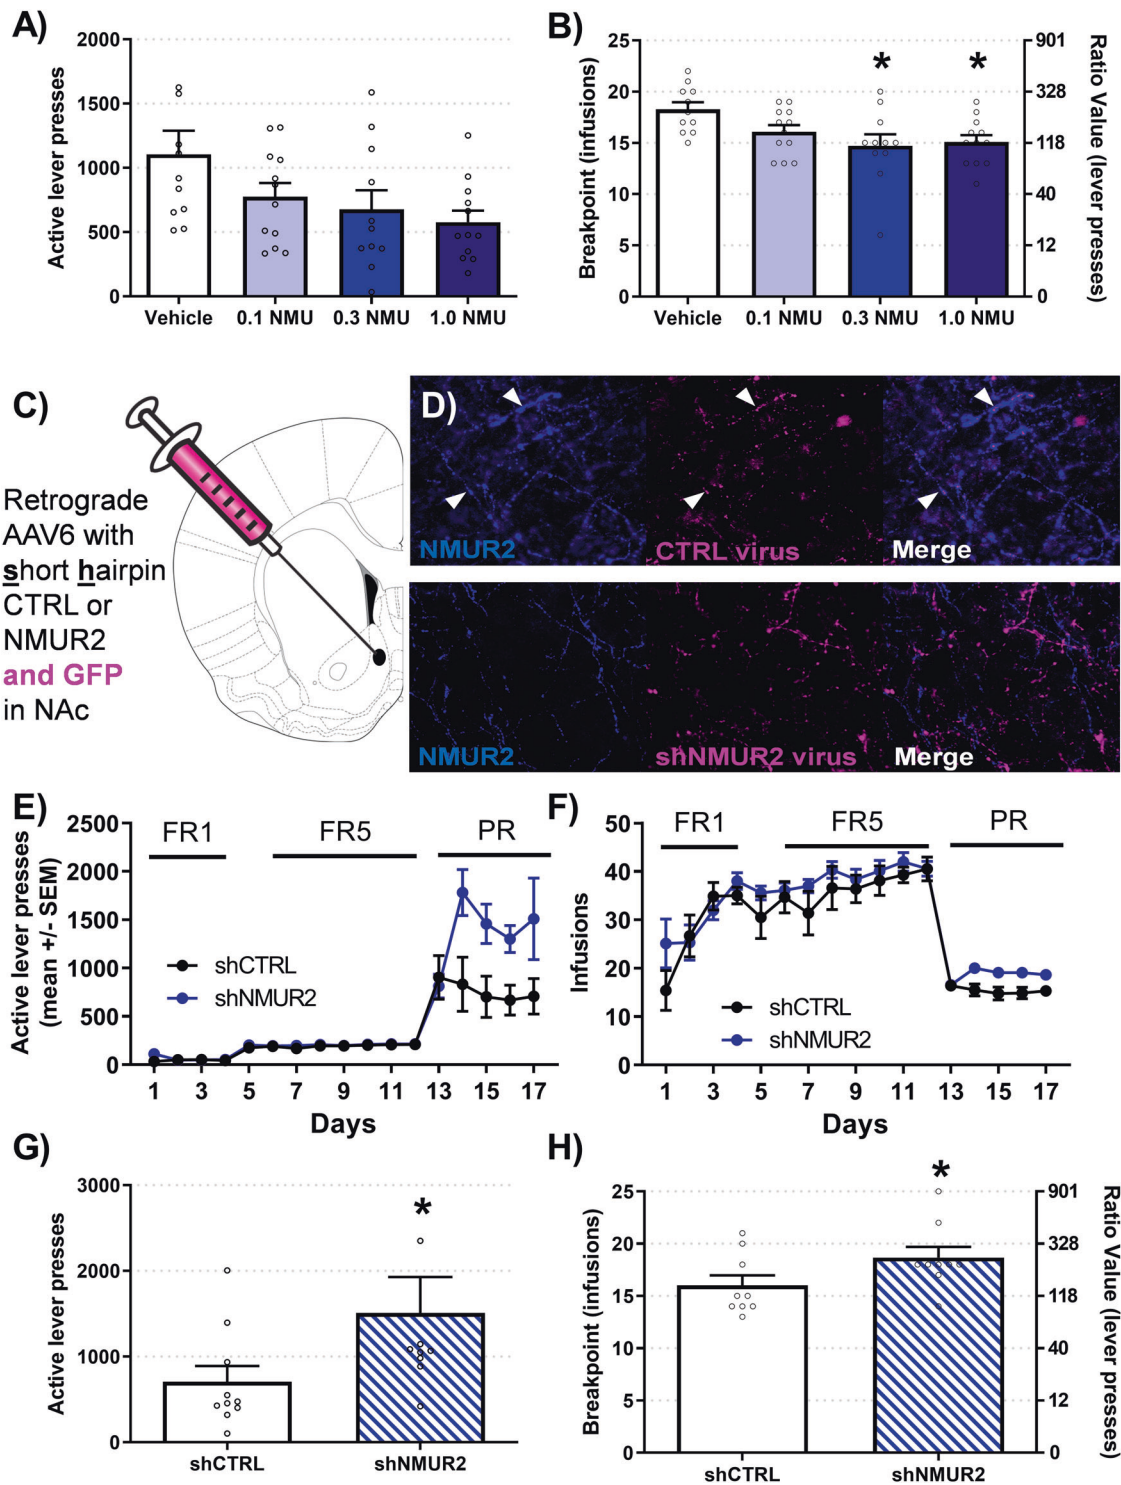 A)
2000
1500
1000
500
0
Active lever presses
Vehicle 0.1 NMU 0.3 NMU 1.0 NMU
B)
25
20
15
10
5
0
Breakpoint (infusions)
* *
901
328
118
40
12
0
Ratio Value (lever presses)
Vehicle 0.1 NMU 0.3 NMU 1.0 NMU
C)
Retrograde
AAV6 with
short hairpin
CTRL or
NMUR2
and GFP
in NAc
D)
NMUR2 CTRL virus Merge
NMUR2 shNMUR2 virus Merge
E)
2500
2000
1500
1000
500
0
Active lever presses
(mean +/- SEM)
FR1 FR5 PR
shCTRL
shNMUR2
1 3 5 7 9 11 13 15 17
Days
F)
50
40
30
20
10
0
Infusions
FR1 FR5 PR
shCTRL
shNMUR2
1 3 5 7 9 11 13 15 17
Days
G)
3000
2000
1000
0
Active lever presses
*
shCTRL shNMUR2
H)
25
20
15
10
5
0
Breakpoint (infusions)
*
901
328
118
40
12
0
Ratio Value (lever presses)
shCTRL shNMUR2